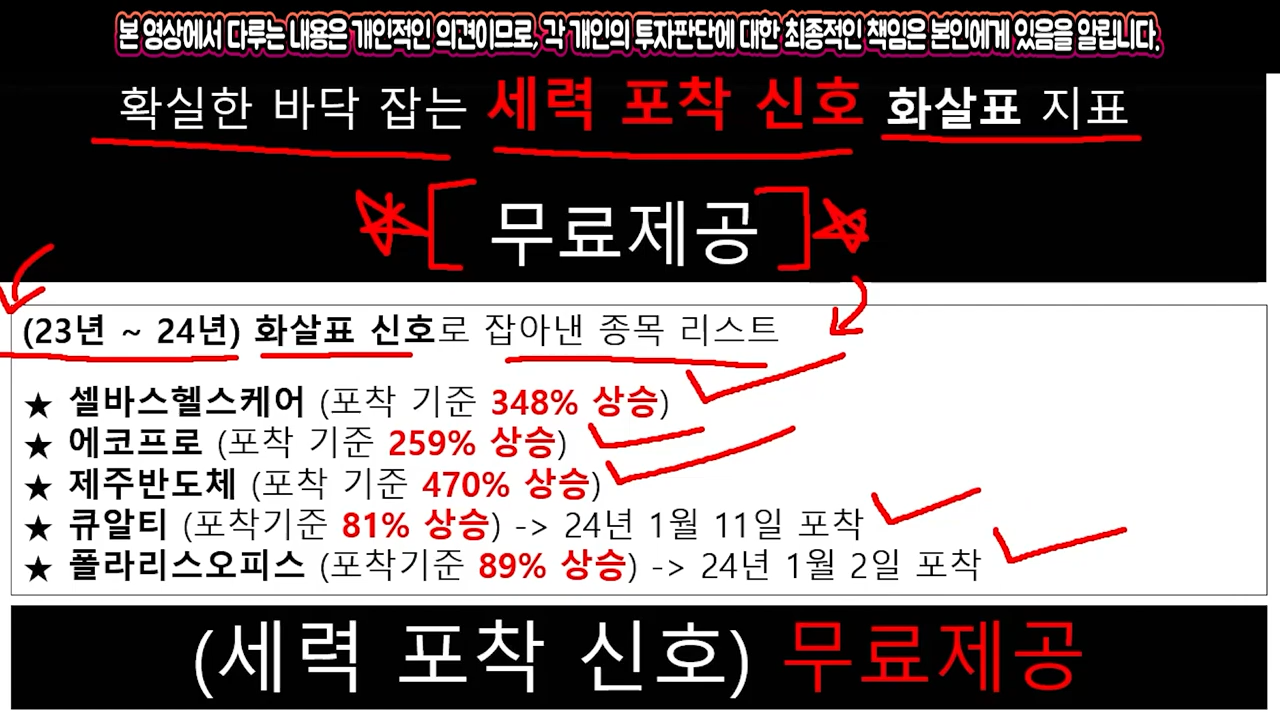 본 영상에서 다루는 내용은 개인적인 의견이므로, 각 개인의 투자판단에 대한 최종적인 책임은 본인에게 있음을 알립니다.
확실한 바닥 잡는 세력 포착 신호 화살표 지표
[ 무료제공 ]
(23년 ~ 24년) 화살표 신호로 잡아낸 종목 리스트
★ 셀바스헬스케어 (포착 기준 348% 상승)
★ 에코프로 (포착 기준 259% 상승)
★ 제주반도체 (포착 기준 470% 상승)
★ 큐알티 (포착기준 81% 상승) -> 24년 1월 11일 포착
★ 폴라리스오피스 (포착기준 89% 상승) -> 24년 1월 2일 포착
(세력 포착 신호) 무료제공